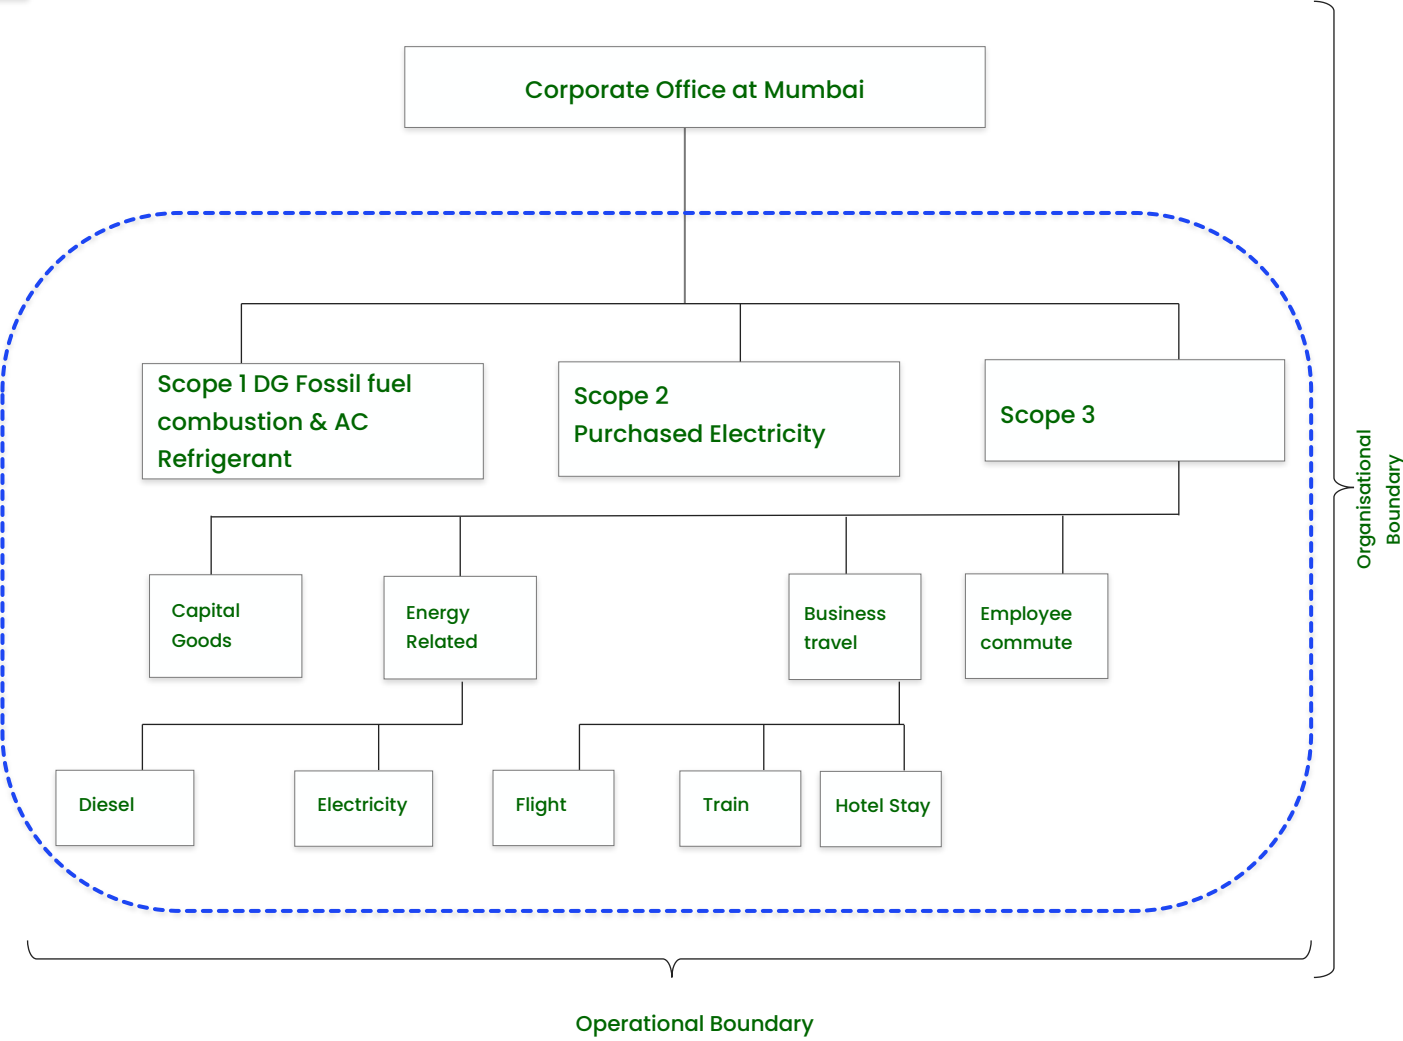 Corporate Office at Mumbai
Scope 1 DG Fossil fuel
combustion & AC
Refrigerant
Scope 2
Purchased Electricity
Scope 3
Organisational
Boundary
Capital
Goods
Energy
Related
Business
travel
Employee
commute
Diesel
Electricity
Flight
Train
Hotel Stay
Operational Boundary